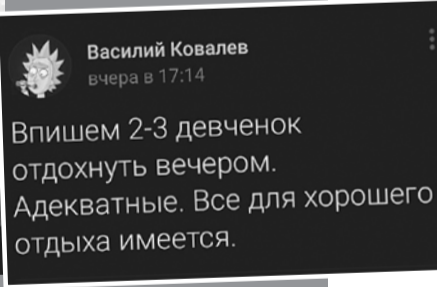 Василий Ковалев
вчера в 17:14
Впишем 2-3 девченок
отдохнуть вечером.
Адекватные. Все для хорошего
отдыха имеется.